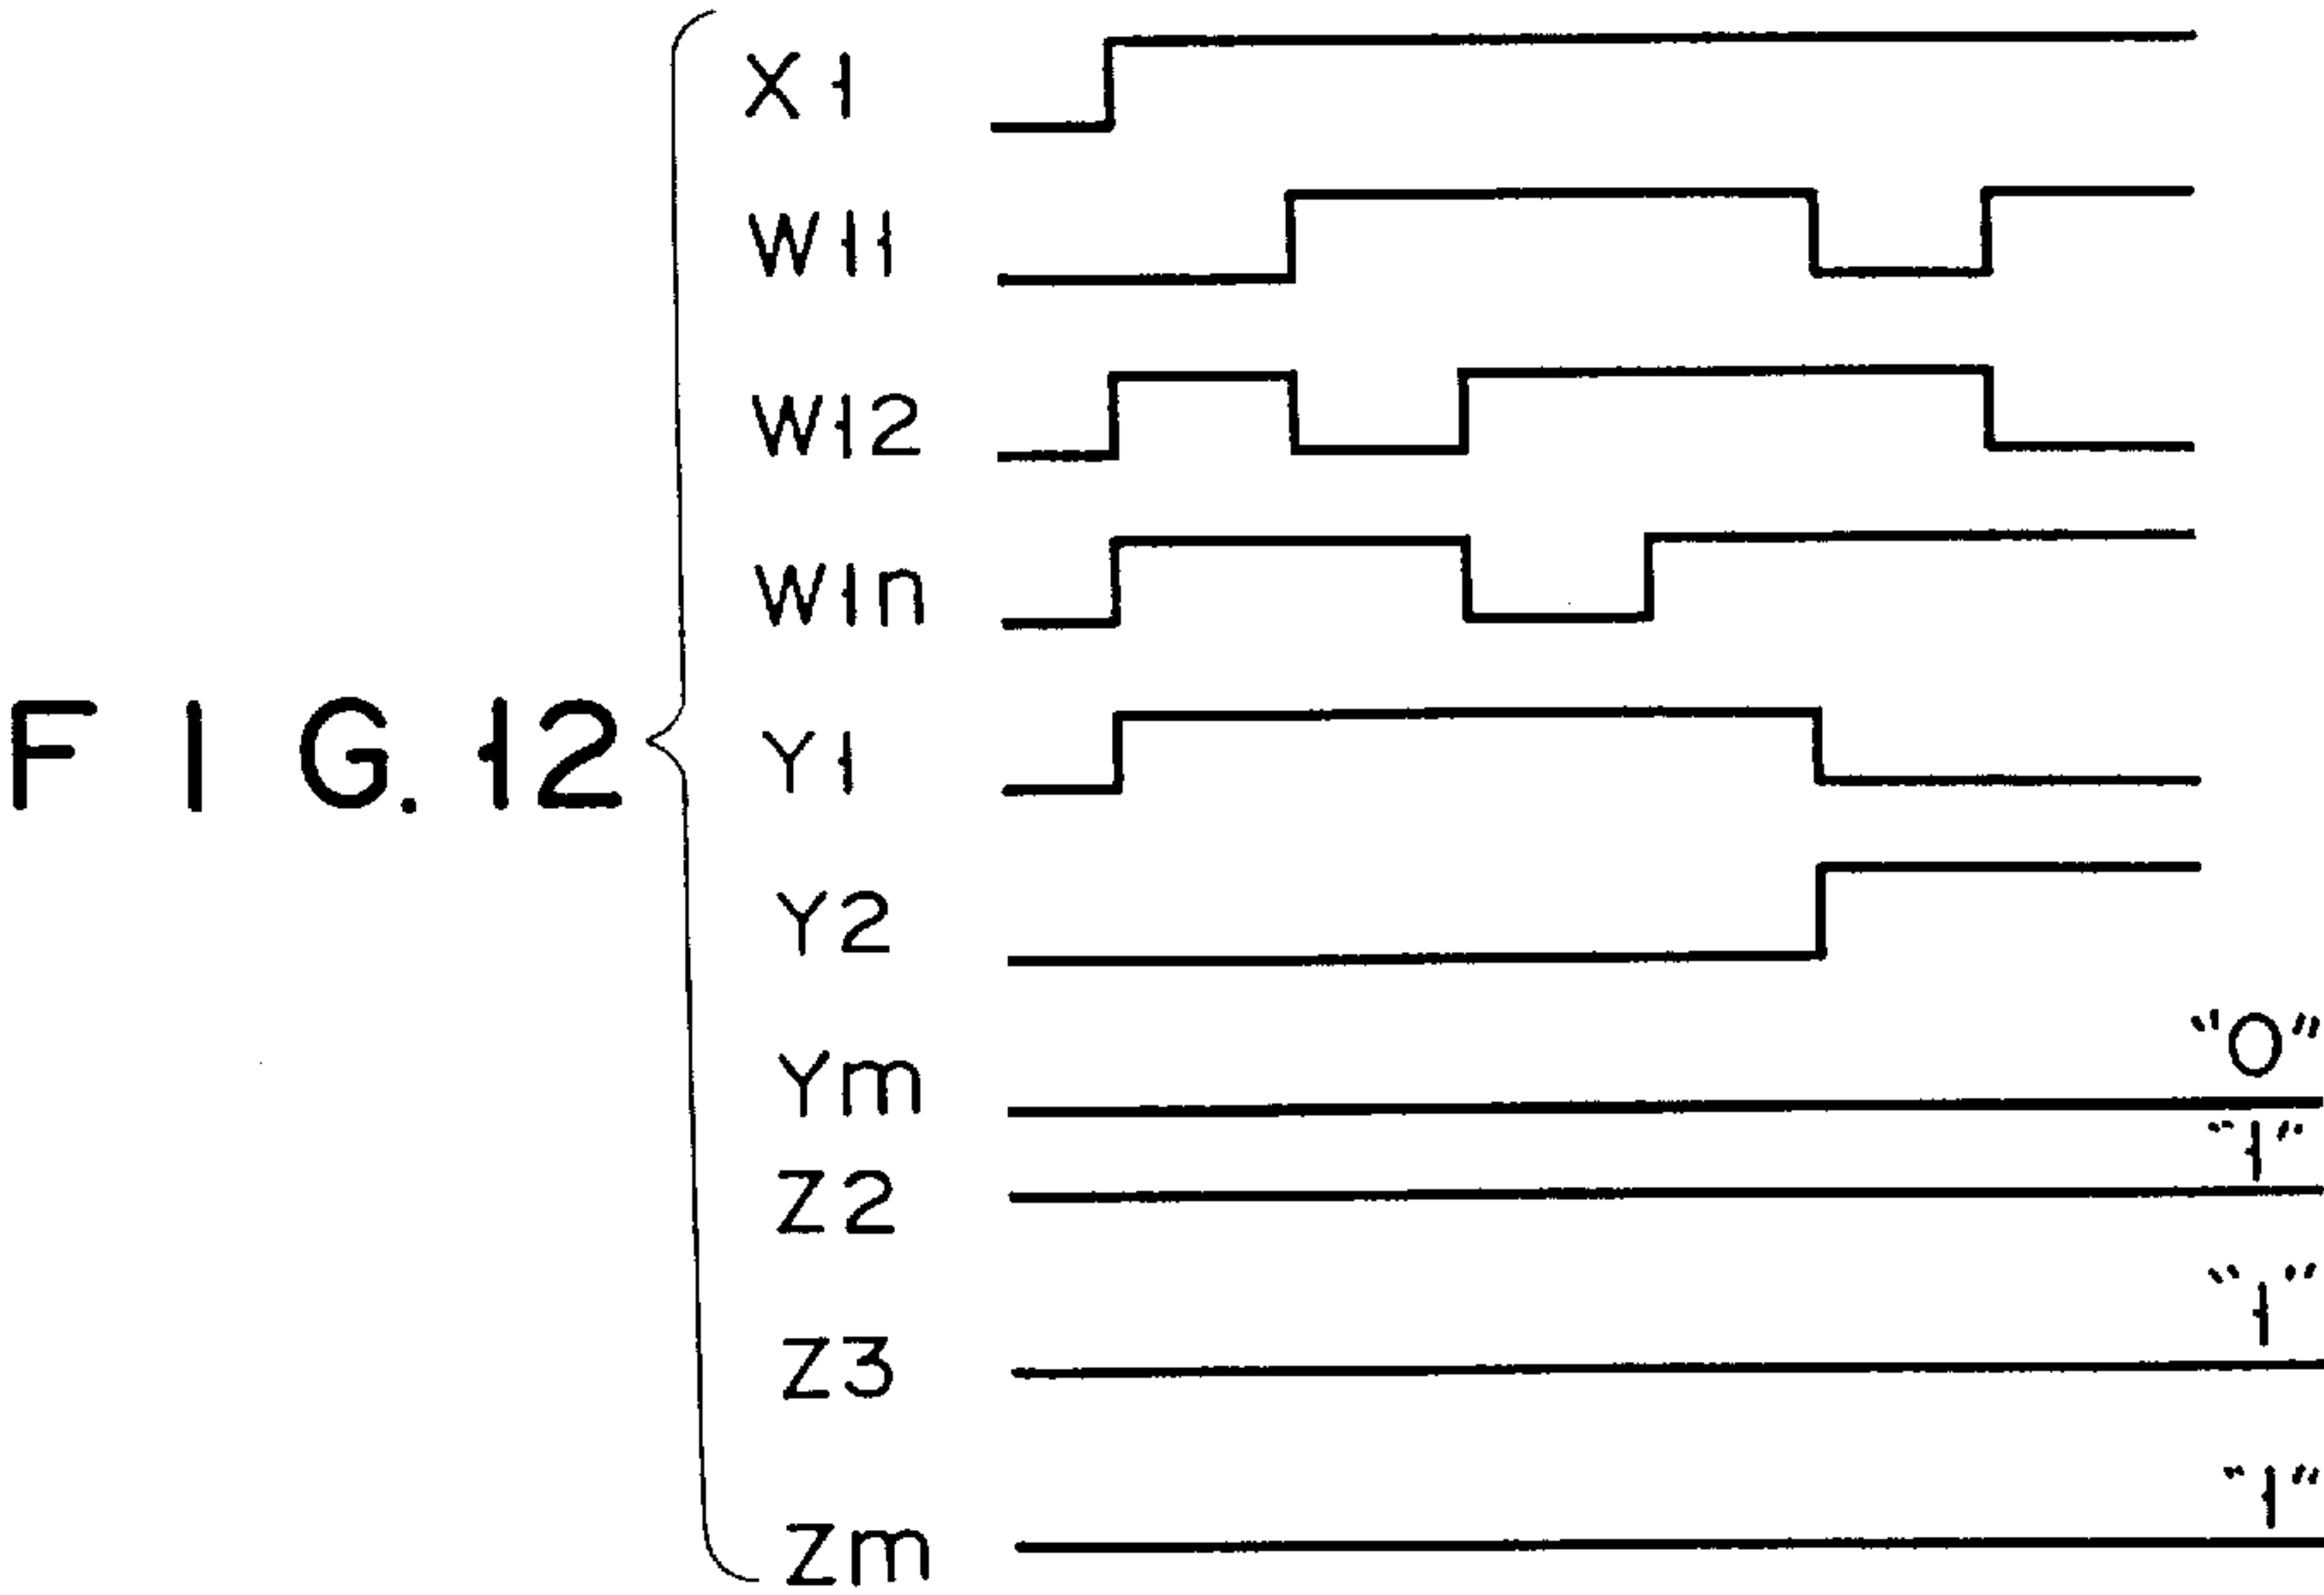 X1
W11
W12
W1n
FIG. 12
Y1
Y2
Ym "0"
Z2 "1"
Z3 "1"
Zm "1"